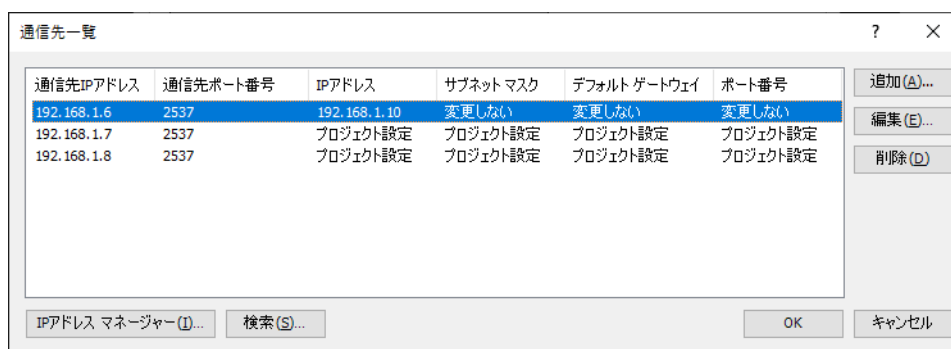 通信先一覧 ?
通信先IPアドレス 通信先ポート番号 IPアドレス サブネット マスク デフォルト ゲートウェイ ポート番号 追加(A)...
192.168.1.6 2537 192.168.1.10 変更しない 変更しない 変更しない 編集(E)...
192.168.1.7 2537 プロジェクト設定 プロジェクト設定 プロジェクト設定 プロジェクト設定
192.168.1.8 2537 プロジェクト設定 プロジェクト設定 プロジェクト設定 プロジェクト設定 削除(D)
IPアドレス マネージャー(I)... 検索(S)... OK キャンセル